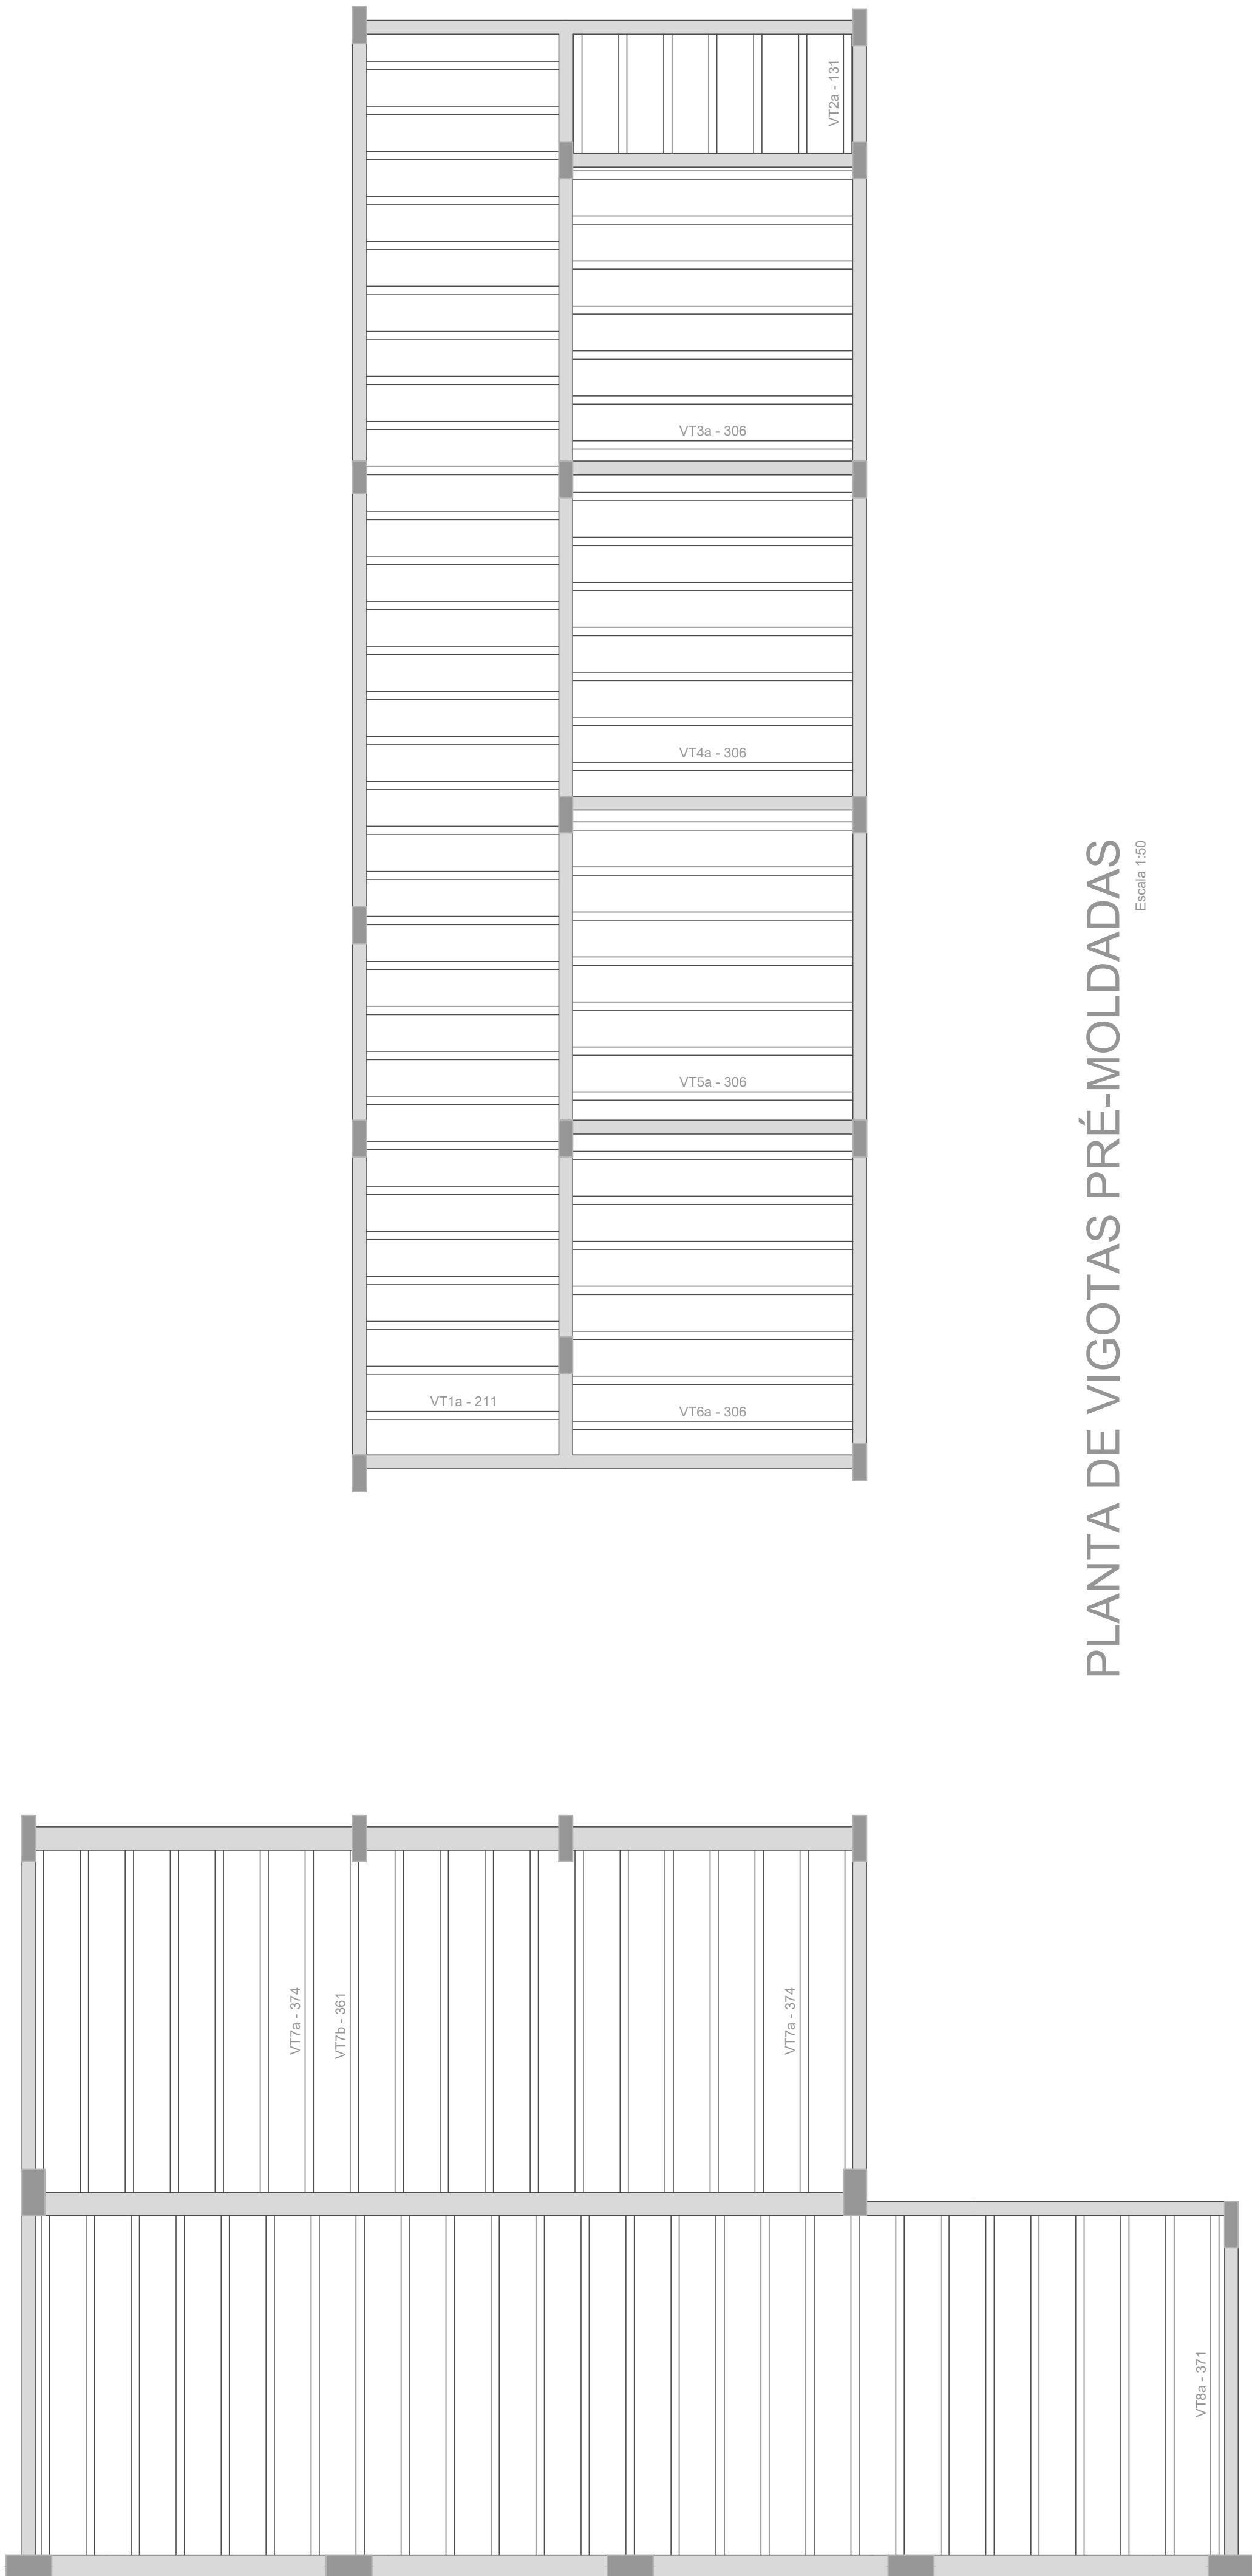 VT2a - 131
VT3a - 306
VT4a - 306
VT5a - 306
VT1a - 211
VT6a - 306
PLANTA DE VIGOTAS PRÉ-MOLDADAS
Escala 1:50
VT7a - 374
VT7b - 361
VT7a - 374
VT8a - 371